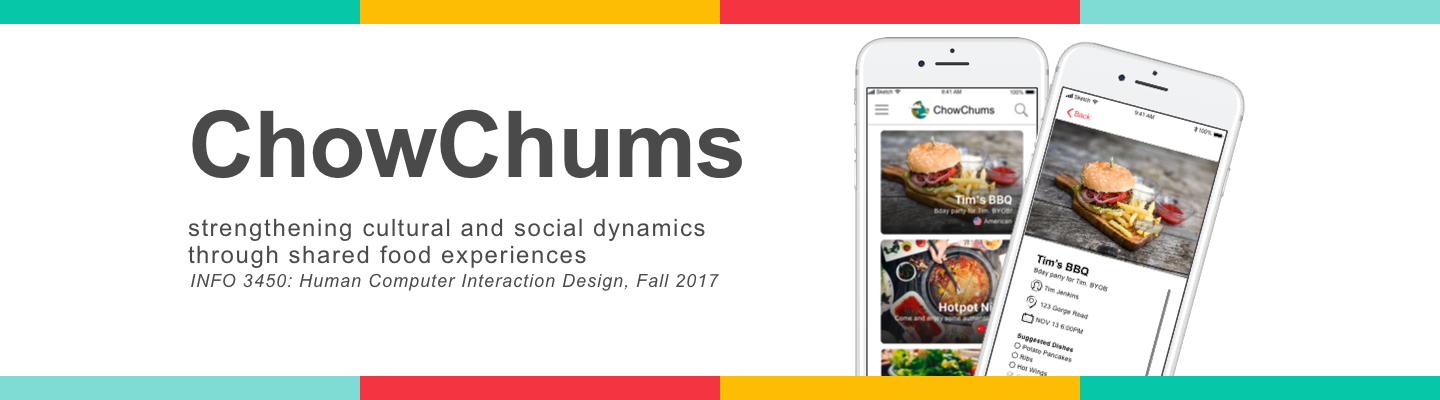 ChowChums
strengthening cultural and social dynamics
through shared food experiences
INFO 3450: Human Computer Interaction Design, Fall 2017
Sketch 9:41 AM 100%
ChowChums
Tim's BBQ
Bday party for Tim. BYOB!
American
Hotpot Ni
Come and enjoy some authent
Sketch 9:41 AM 100%
Back
Tim's BBQ
Bday party for Tim. BYOB
Tim Jenkins
123 Gorge Road
NOV 13 6:00PM
Suggested Dishes
Potato Pancakes
Ribs
Hot Wings